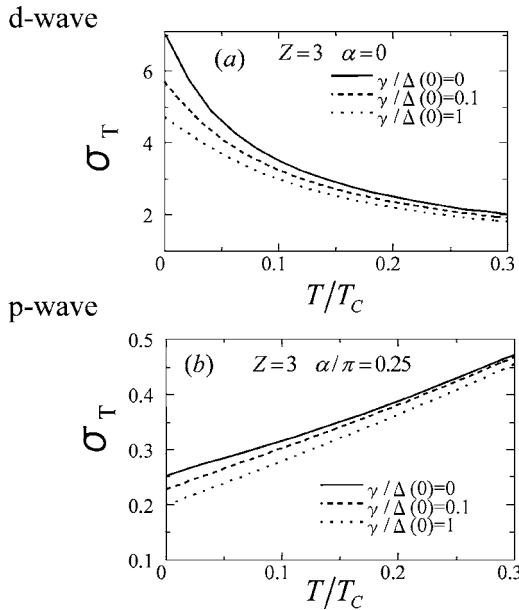 d-wave
(a) Z=3 α=0
γ/Δ(0)=0
γ/Δ(0)=0.1
γ/Δ(0)=1
6
4
2
σ_T
0 0.1 0.2 0.3
T/T_C
p-wave
0.5
(b) Z=3 α/π=0.25
0.4
0.3
0.2
0.1
σ_T
γ/Δ(0)=0
γ/Δ(0)=0.1
γ/Δ(0)=1
0 0.1 0.2 0.3
T/T_C